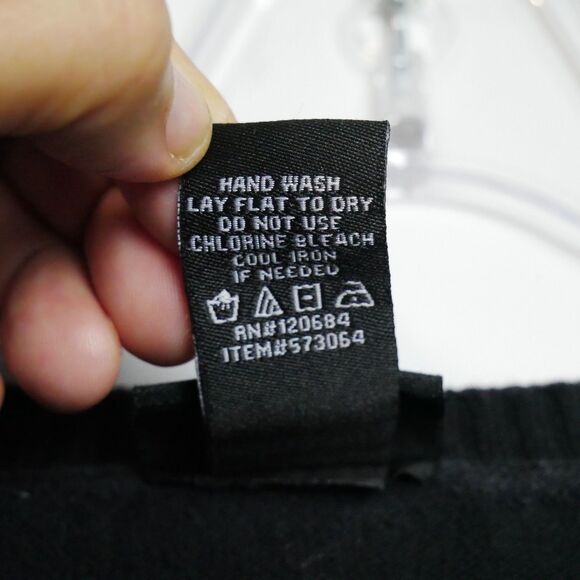 HAND WASH
LAY FLAT TO DRY
DO NOT USE
CHLORINE BLEACH
COOL IRON
IF NEEDED
RN#120684
ITEM#573064